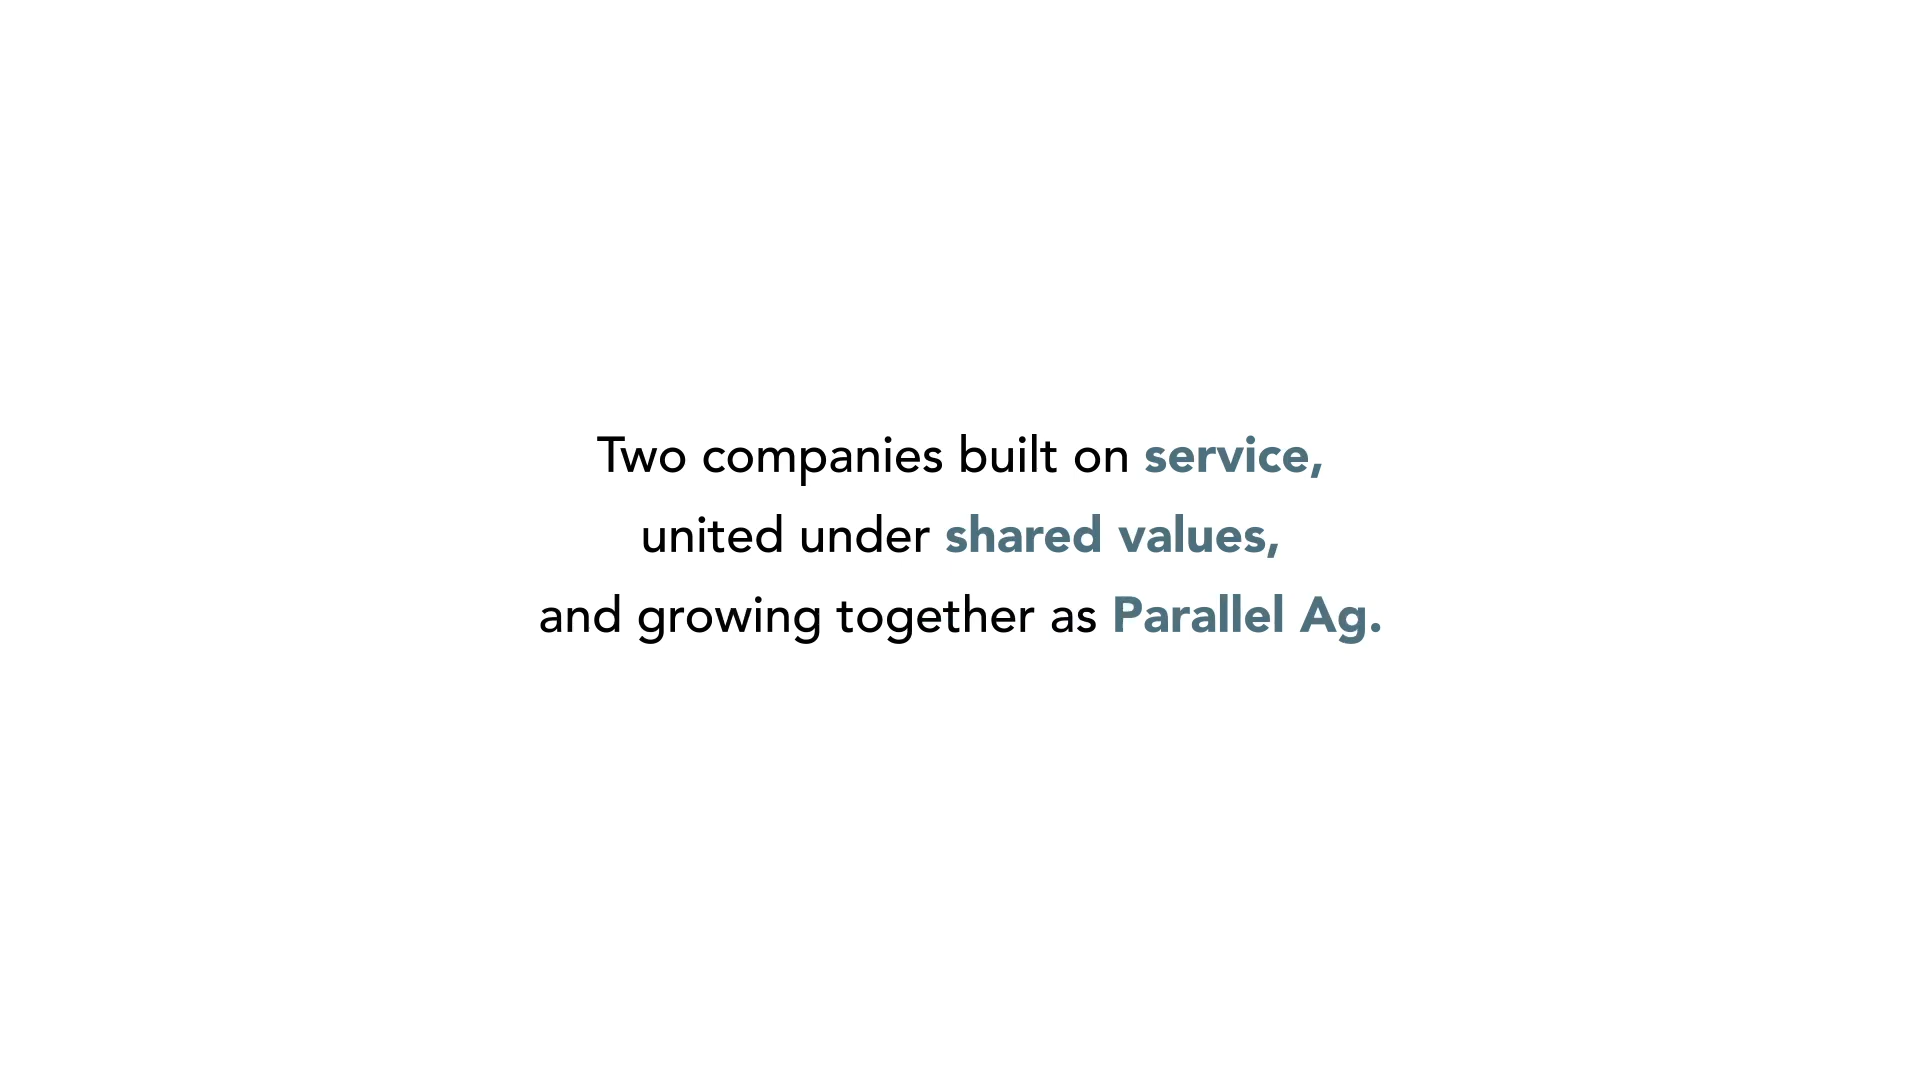 Two companies built on service,
united under shared values,
and growing together as Parallel Ag.